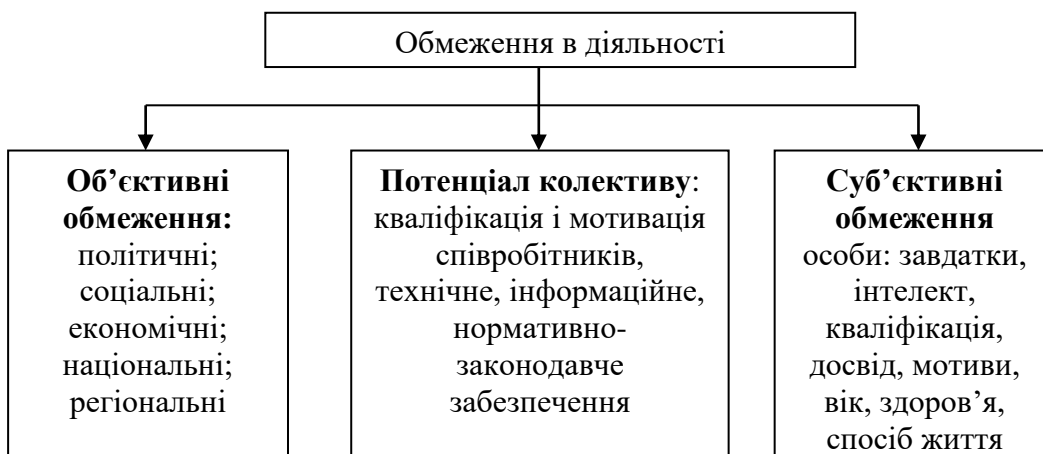 Обмеження в діяльності
Об’єктивні
обмеження:
політичні;
соціальні;
економічні;
національні;
регіональні
Потенціал колективу:
кваліфікація і мотивація
співробітників,
технічне, інформаційне,
нормативно-
законодавче
забезпечення
Суб’єктивні
обмеження
особи: завдатки,
інтелект,
кваліфікація,
досвід, мотиви,
вік, здоров’я,
спосіб життя